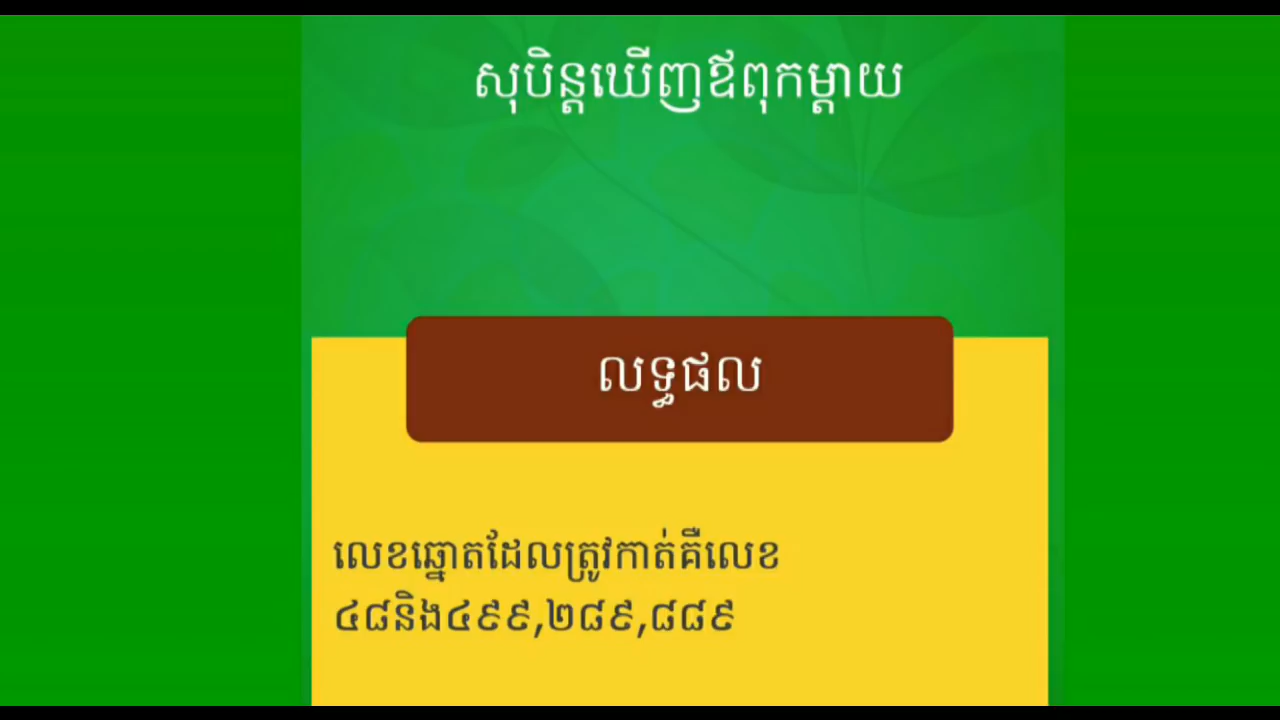 សុបិន្តឃើញឪពុកម្តាយ
លទ្ធផល
លេខឆ្នោតដែលត្រូវកាត់គឺលេខ
៤៨និង៤៩៩,២៨៩,៨៨៩